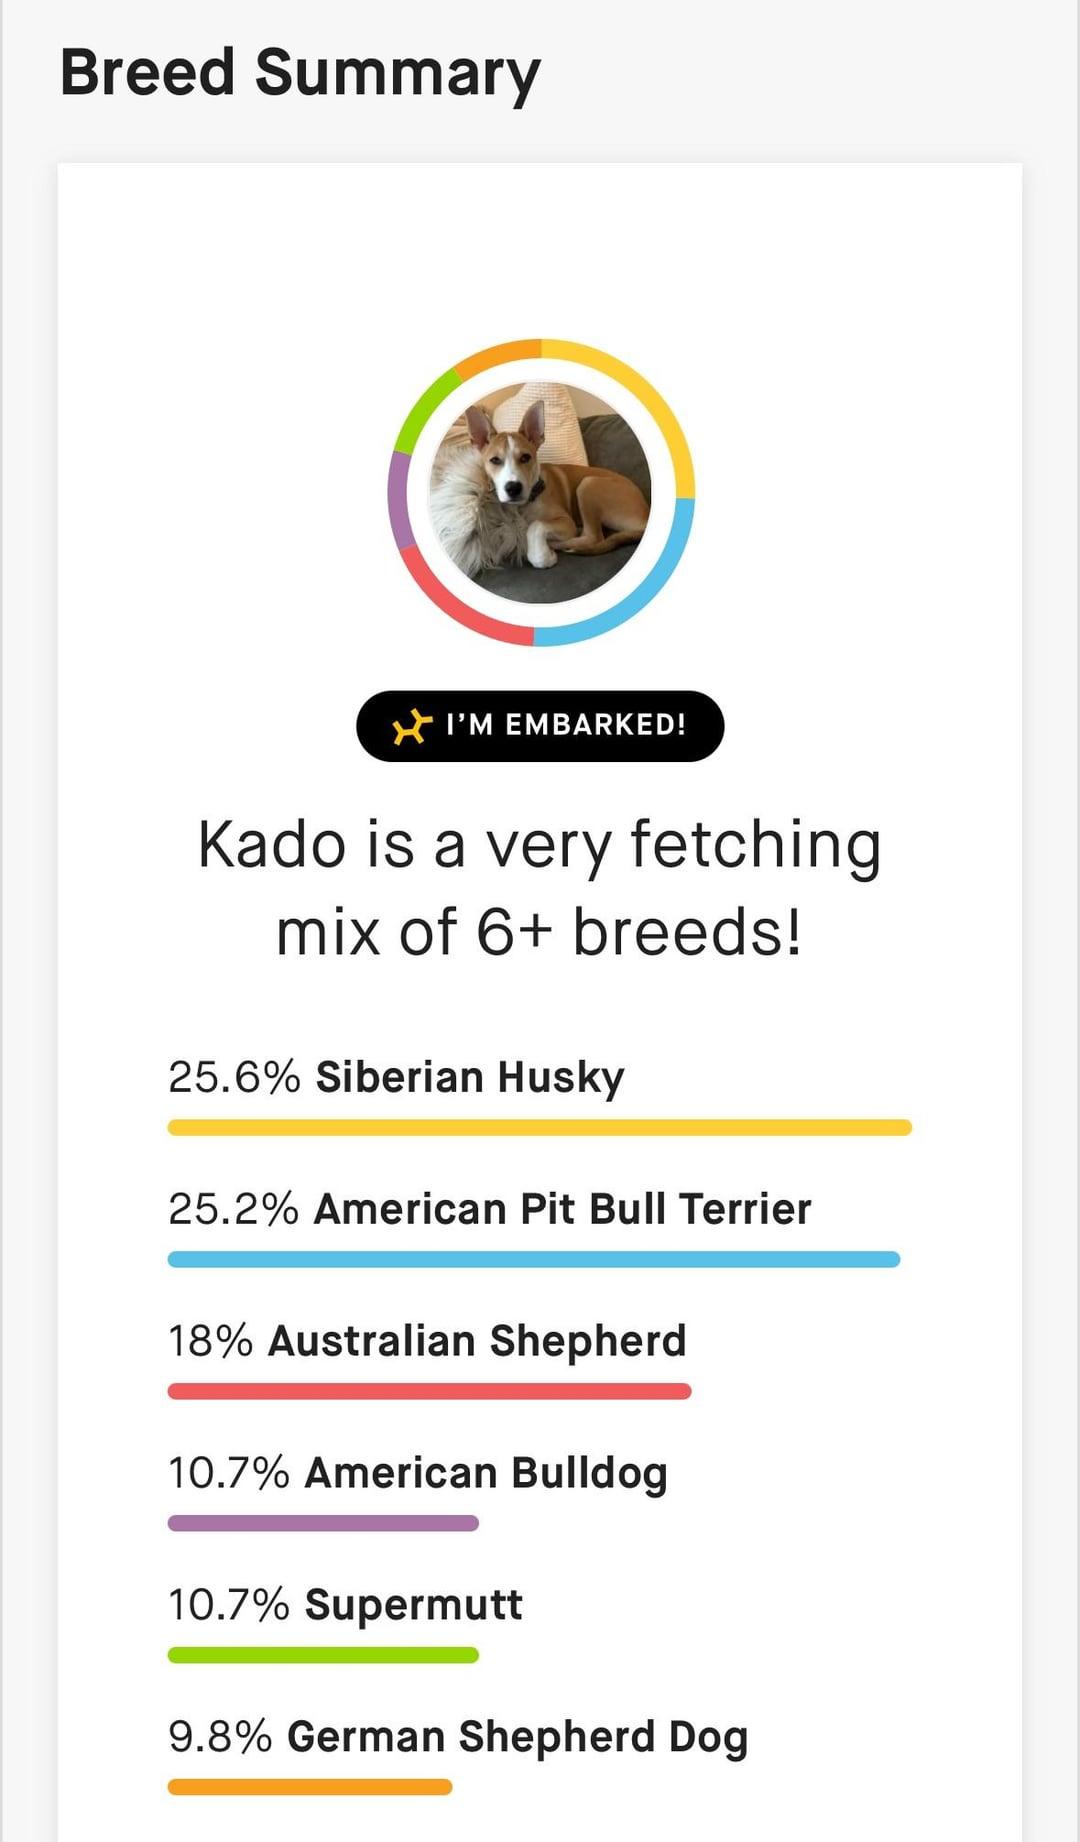 Breed Summary
I'M EMBARKED!
Kado is a very fetching
mix of 6+ breeds!
25.6% Siberian Husky
25.2% American Pit Bull Terrier
18% Australian Shepherd
10.7% American Bulldog
10.7% Supermutt
9.8% German Shepherd Dog